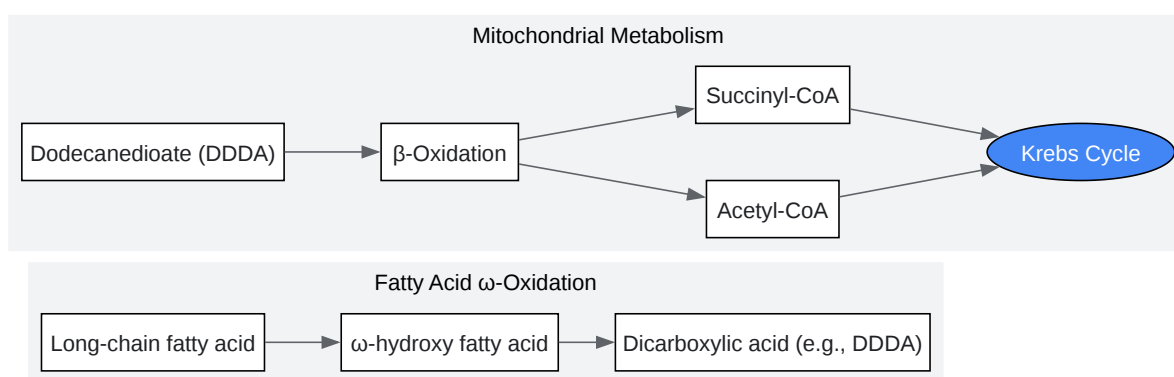 Mitochondrial Metabolism
Succinyl-CoA
Dodecanedioate (DDDA)
β-Oxidation
Krebs Cycle
Acetyl-CoA
Fatty Acid ω-Oxidation
Long-chain fatty acid
ω-hydroxy fatty acid
Dicarboxylic acid (e.g., DDDA)